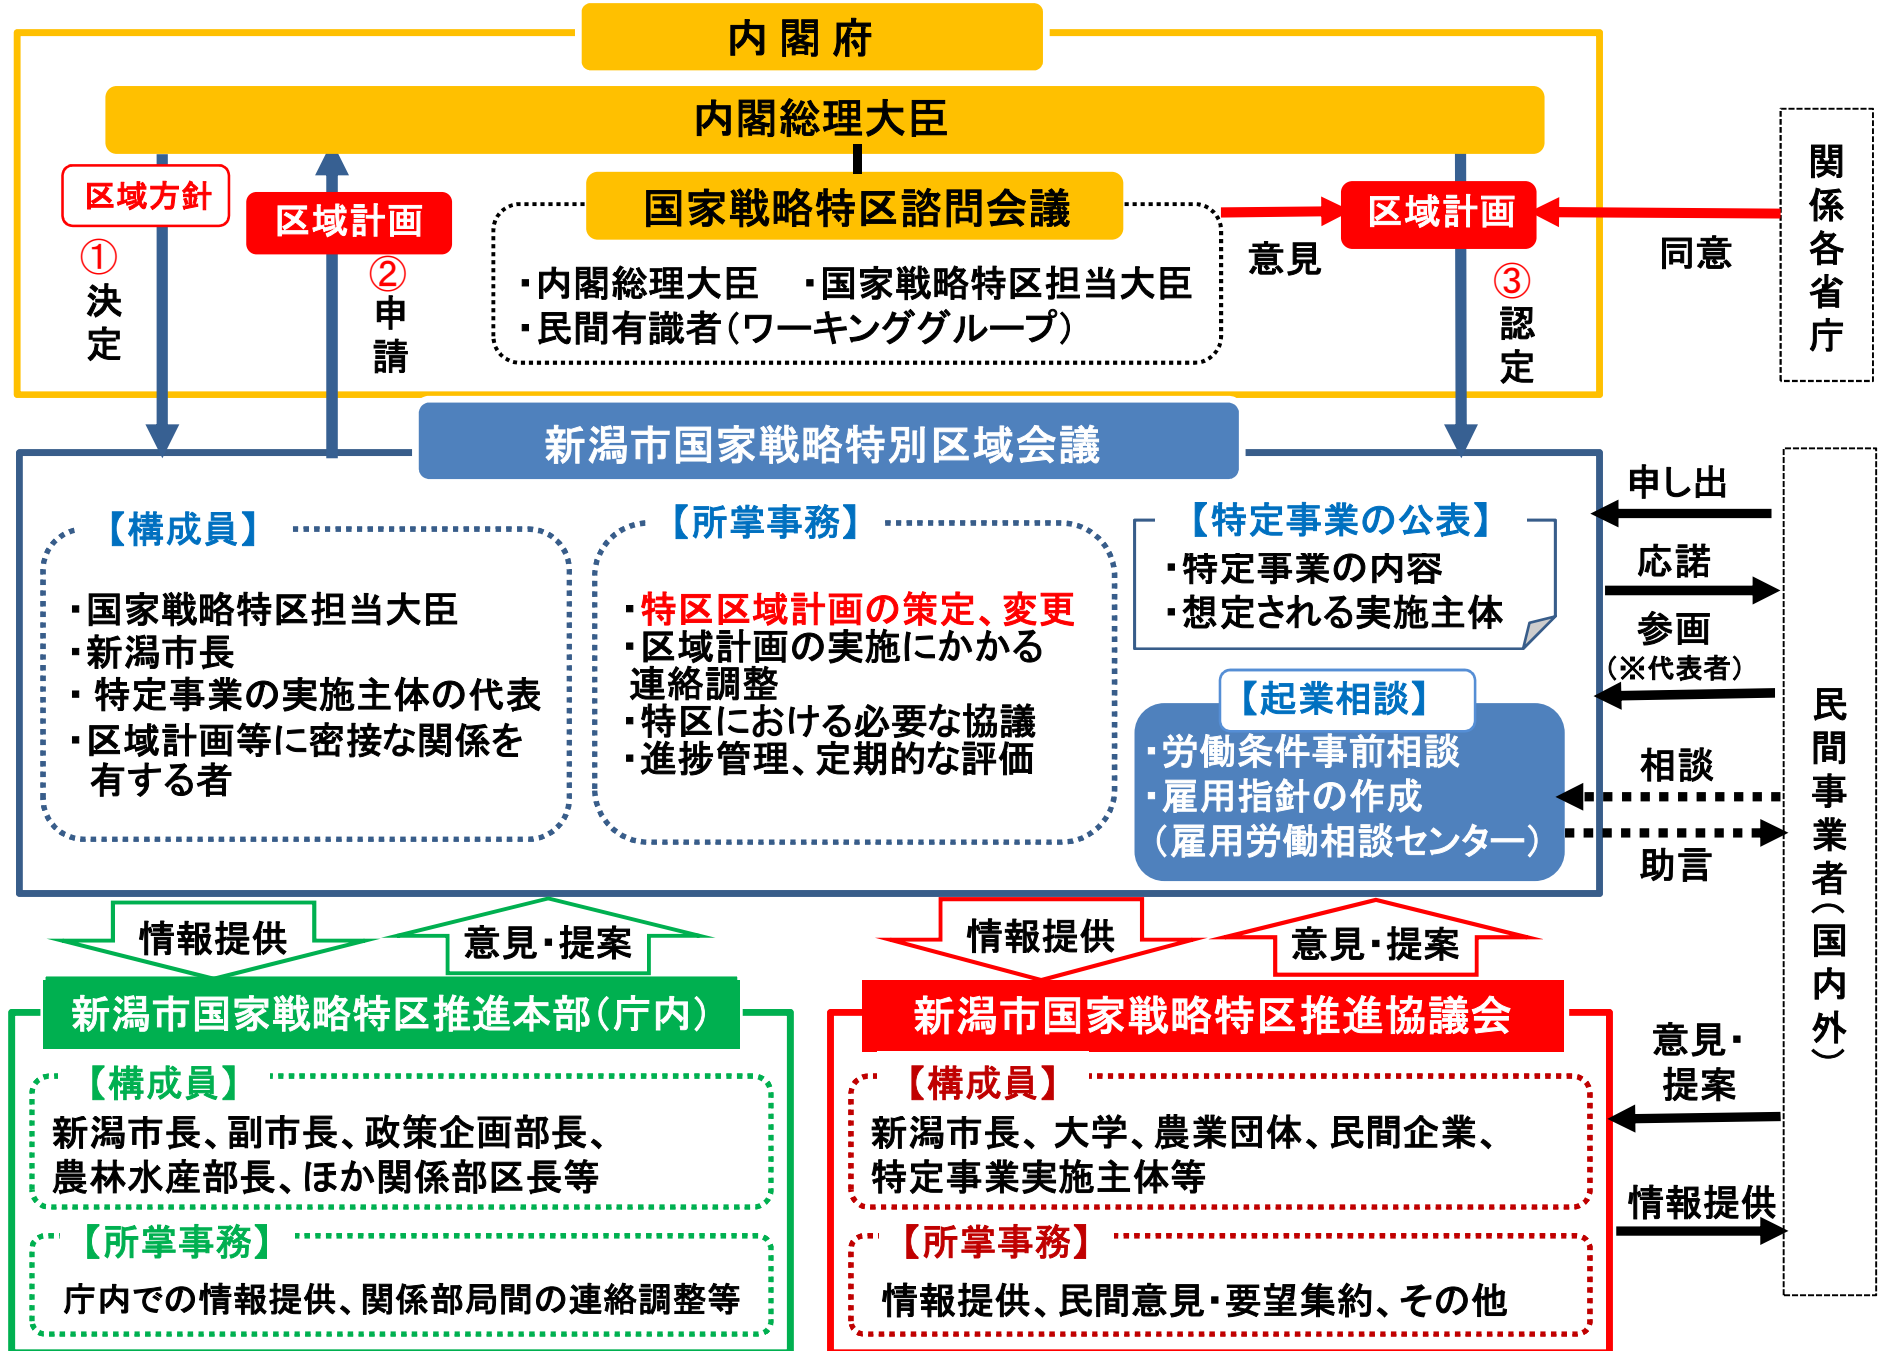 内閣府
内閣総理大臣
区域方針
①
決定
区域計画
②
申請
国家戦略特区諮問会議
・内閣総理大臣　・国家戦略特区担当大臣
・民間有識者（ワーキンググループ）
意見
区域計画
③
認定
同意
関係各省庁
新潟市国家戦略特別区域会議
【構成員】
・国家戦略特区担当大臣
・新潟市長
・特定事業の実施主体の代表
・区域計画等に密接な関係を
有する者
【所掌事務】
・特区区域計画の策定、変更
・区域計画の実施にかかる
連絡調整
・特区における必要な協議
・進捗管理、定期的な評価
【特定事業の公表】
・特定事業の内容
・想定される実施主体
【起業相談】
・労働条件事前相談
・雇用指針の作成
（雇用労働相談センター）
申し出
応諾
参画
（※代表者）
相談
助言
民間事業者（国内外）
情報提供
意見・提案
情報提供
意見・提案
新潟市国家戦略特区推進本部（庁内）
【構成員】
新潟市長、副市長、政策企画部長、
農林水産部長、ほか関係部区長等
【所掌事務】
庁内での情報提供、関係部局間の連絡調整等
新潟市国家戦略特区推進協議会
【構成員】
新潟市長、大学、農業団体、民間企業、
特定事業実施主体等
【所掌事務】
情報提供、民間意見・要望集約、その他
意見・
提案
情報提供